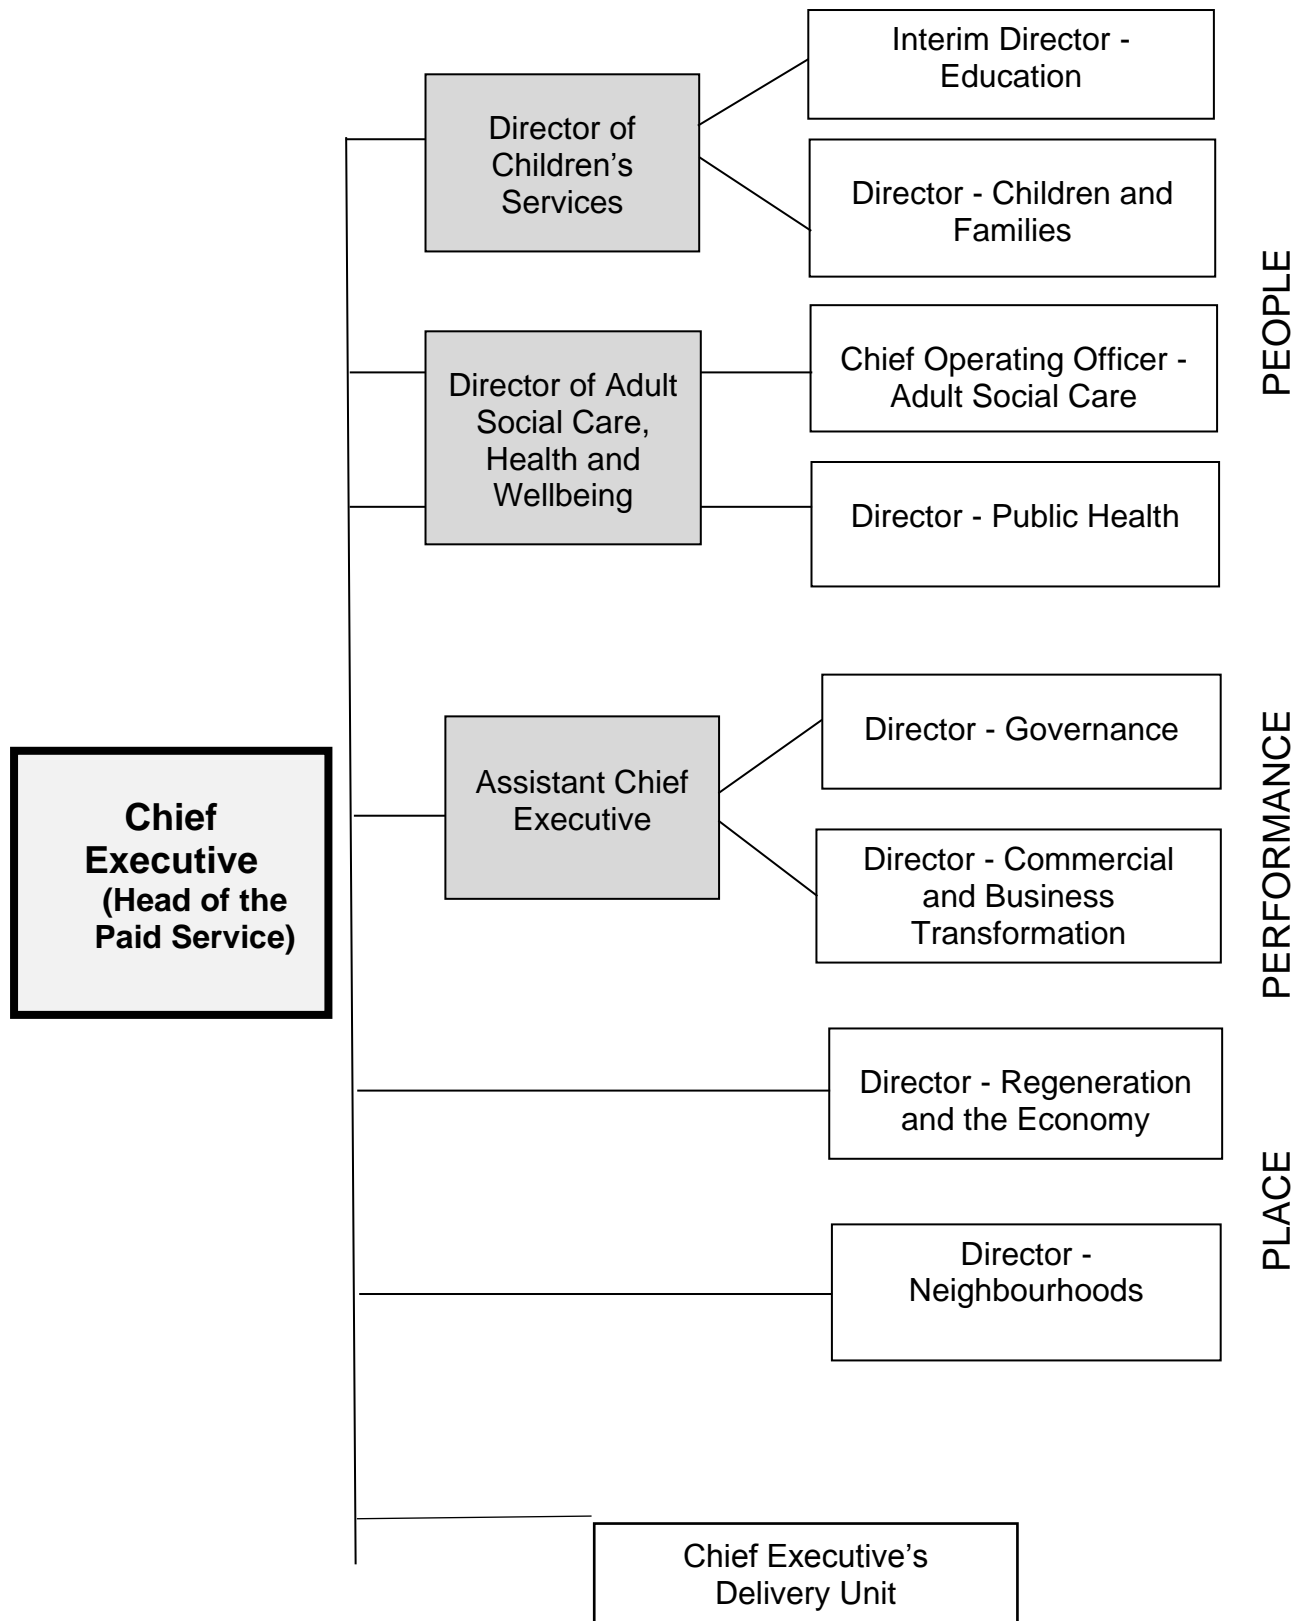 Interim Director -
Education
Director of
Children’s
Services
Director - Children and
Families
PEOPLE
Director of Adult
Social Care,
Health and
Wellbeing
Chief Operating Officer -
Adult Social Care
Director - Public Health
Chief
Executive
(Head of the
Paid Service)
Assistant Chief
Executive
Director - Governance
Director - Commercial
and Business
Transformation
PERFORMANCE
Director - Regeneration
and the Economy
Director -
Neighbourhoods
PLACE
Chief Executive’s
Delivery Unit